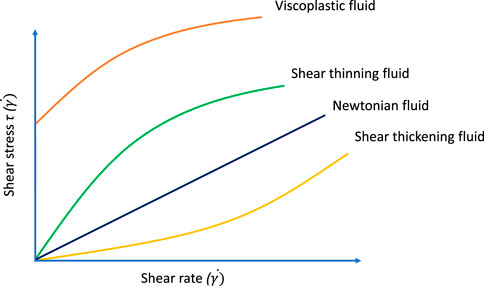 Viscoplastic fluid
Shear thinning fluid
Newtonian fluid
Shear thickening fluid
Shear stress τ (γ̇)
Shear rate (γ̇)